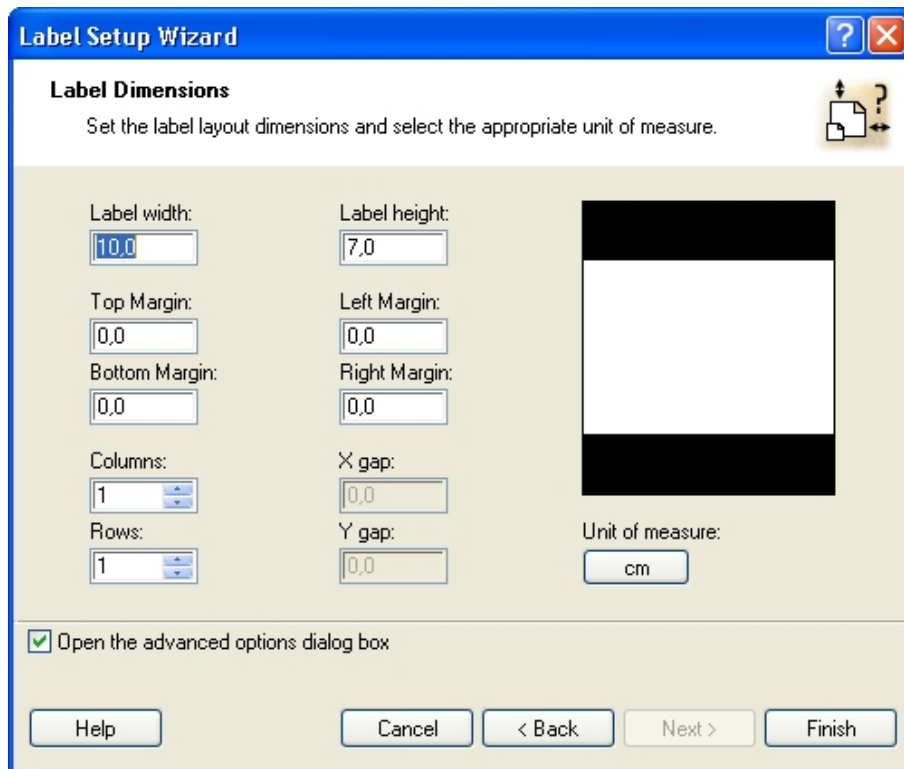 Label Setup Wizard
Label Dimensions
Set the label layout dimensions and select the appropriate unit of measure.
Label width: Label height:
10,0 7,0
Top Margin: Left Margin:
0,0 0,0
Bottom Margin: Right Margin:
0,0 0,0
Columns: X gap:
1 0,0
Rows: Y gap: Unit of measure:
1 0,0 cm
Open the advanced options dialog box
Help Cancel < Back Next > Finish